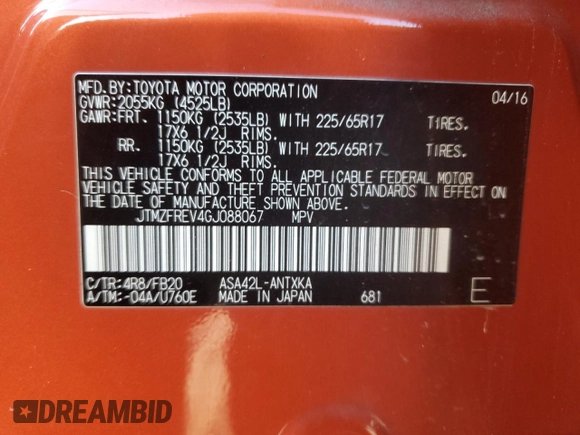 MFD.BY:TOYOTA MOTOR CORPORATION 04/16
GVWR:2055KG (4525LB)
GAWR:FRT. 1150KG (2535LB) WITH 225/65R17 TIRES.
17X6 1/2J RIMS.
RR. 1150KG (2535LB) WITH 225/65R17 TIRES.
17X6 1/2J RIMS.
THIS VEHICLE CONFORMS TO ALL APPLICABLE FEDERAL MOTOR
VEHICLE SAFETY AND THEFT PREVENTION STANDARDS IN EFFECT ON
THE DATE OF MANUFACTURE SHOWN ABOVE.
JTMZFREV4GJ088067 MPV
C/TR:4R8/FB20 ASA42L-ANTXKA
A/TM:-04A/U760E MADE IN JAPAN 681 E
DREAMBID